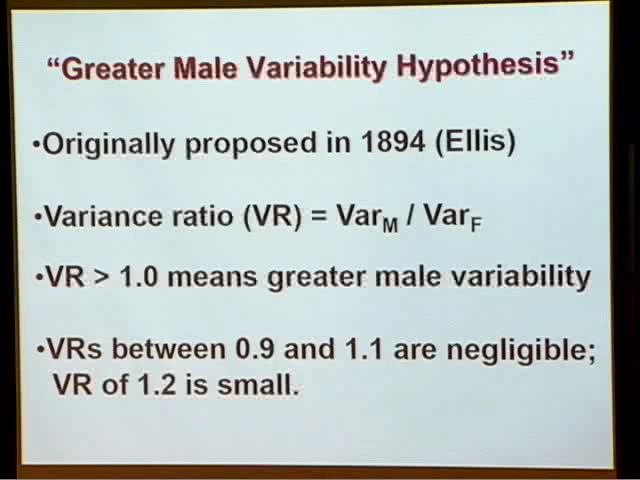 “Greater Male Variability Hypothesis”
•Originally proposed in 1894 (Ellis)
•Variance ratio (VR) = VarM / VarF
•VR > 1.0 means greater male variability
•VRs between 0.9 and 1.1 are negligible;
VR of 1.2 is small.